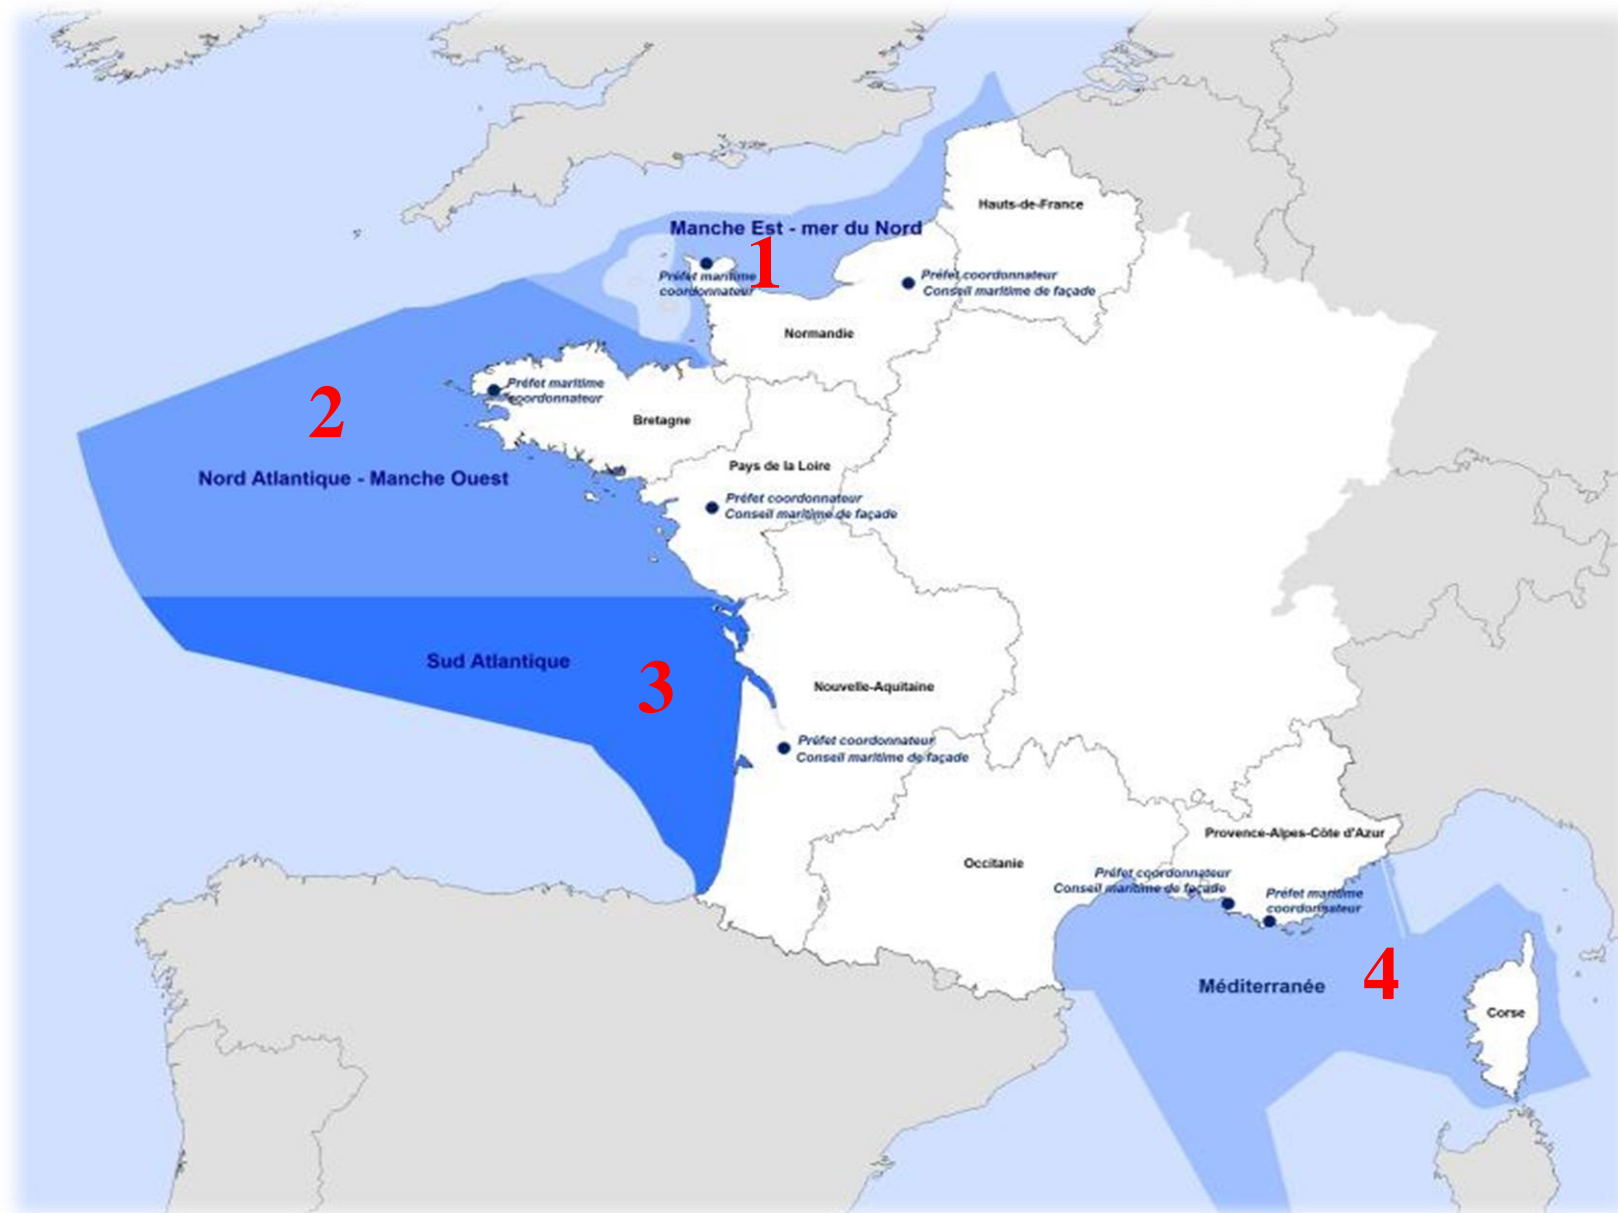 Hauts-de-France
Manche Est - mer du Nord
1
Préfet maritime
coordonnateur
Préfet coordonnateur
Conseil maritime de façade
Normandie
2
Préfet maritime
coordonnateur
Bretagne
Pays de la Loire
Nord Atlantique - Manche Ouest
Préfet coordonnateur
Conseil maritime de façade
Sud Atlantique
3
Nouvelle-Aquitaine
Préfet coordonnateur
Conseil maritime de façade
Provence-Alpes-Côte d'Azur
Occitanie
Préfet coordonnateur
Conseil maritime de façade
Préfet maritime
coordonnateur
Méditerranée
4
Corse